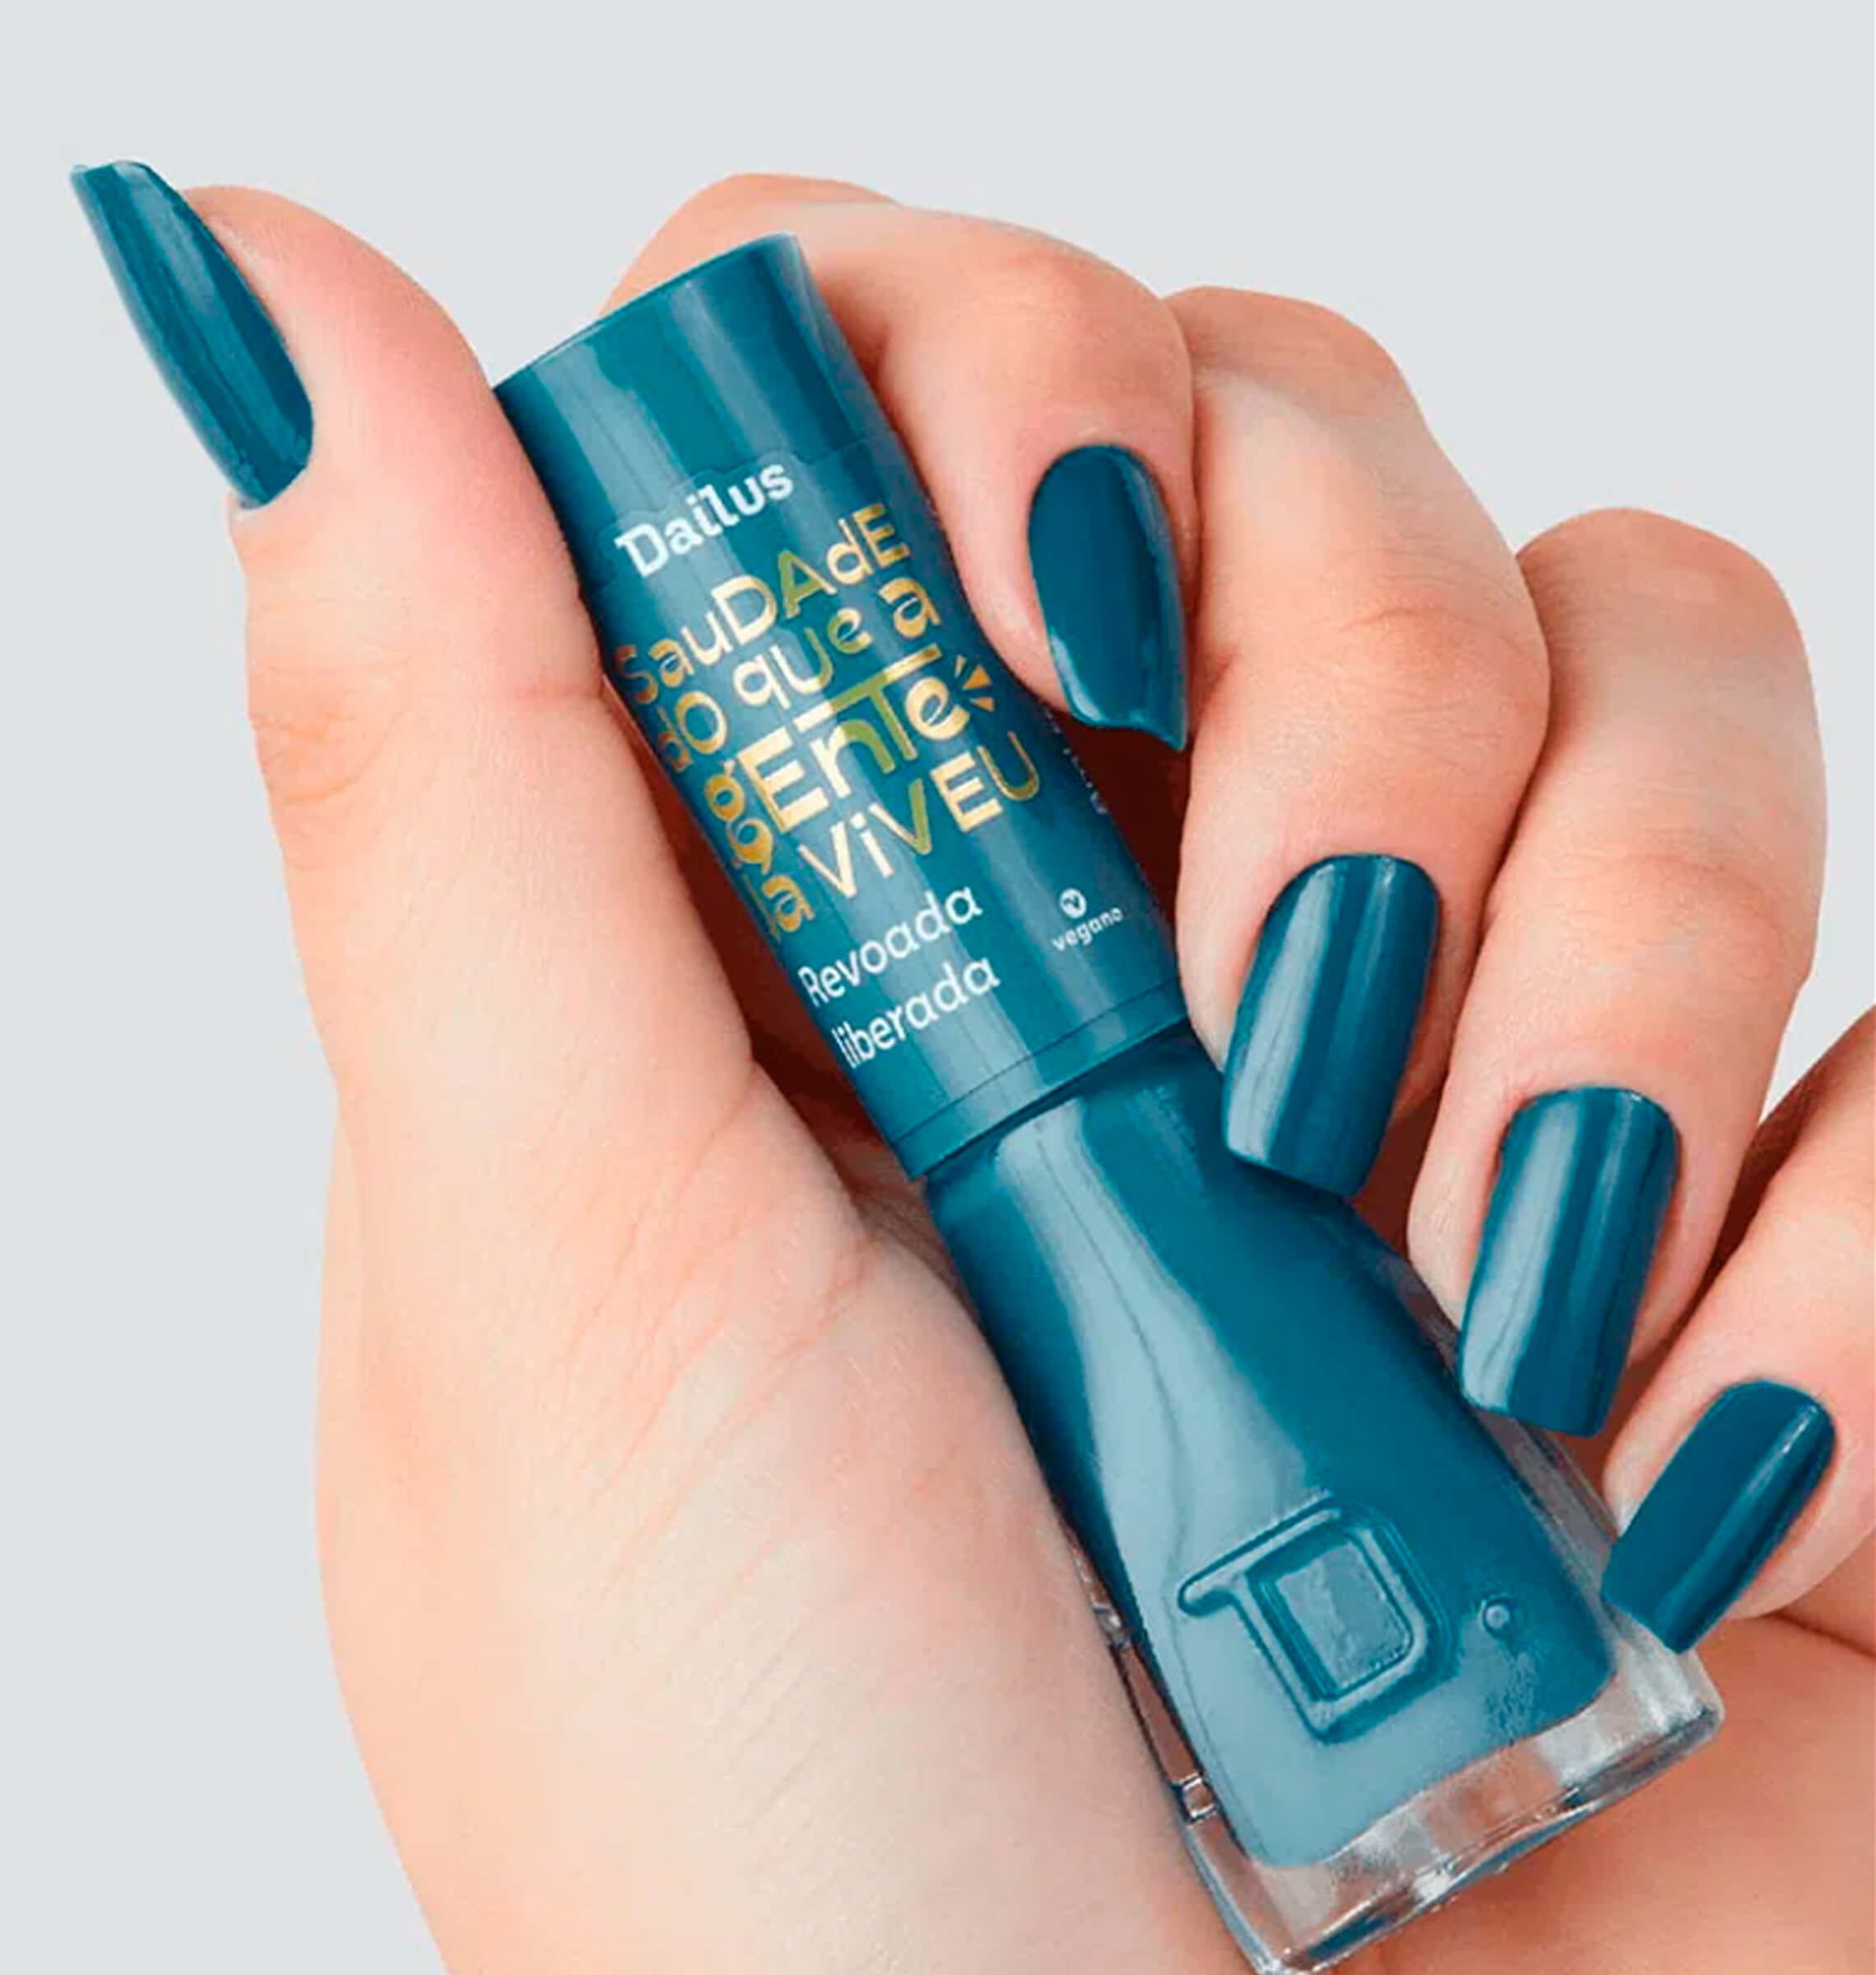 Dailus
SauDAdE
do que a
gEnTe
já ViVEU
Revoada
liberada
vegano
D.